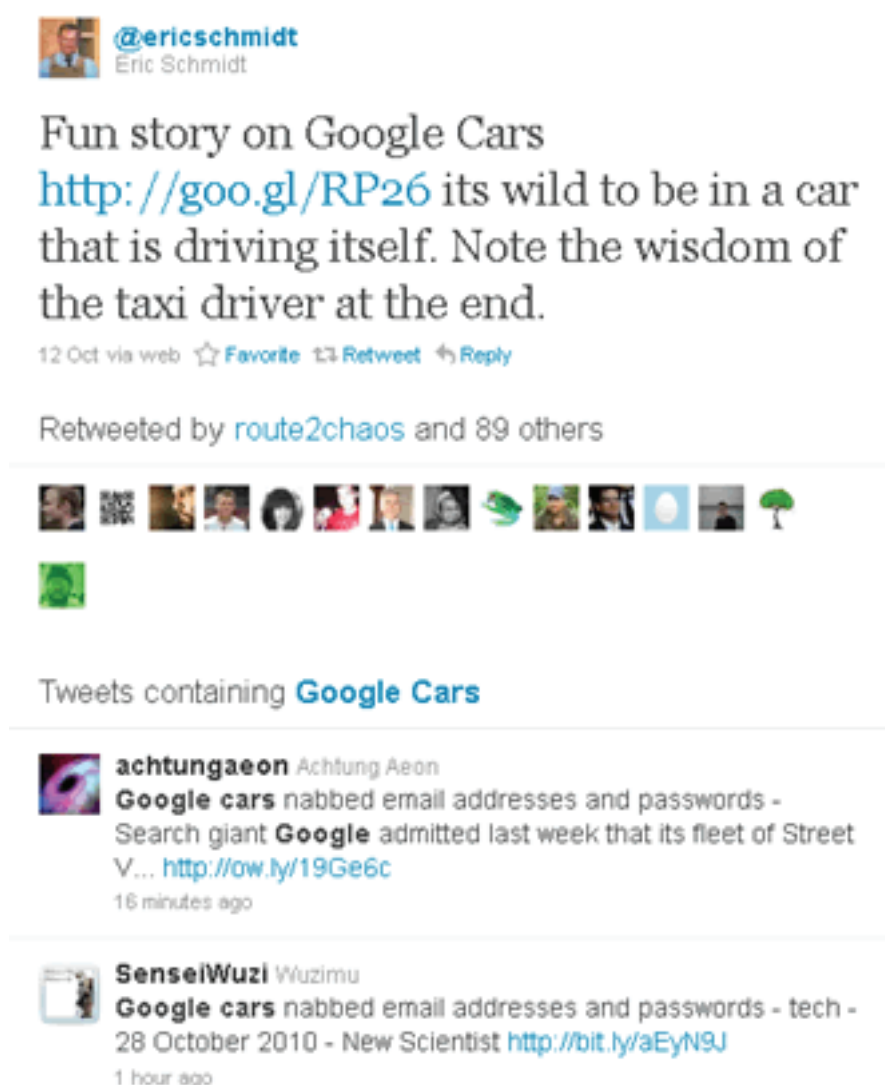 @ericschmidt
Eric Schmidt
Fun story on Google Cars
http://goo.gl/RP26 its wild to be in a car
that is driving itself. Note the wisdom of
the taxi driver at the end.
12 Oct via web Favorite Retweet Reply
Retweeted by route2chaos and 89 others
Tweets containing Google Cars
achtungaeon Achtung Aeon
Google cars nabbed email addresses and passwords -
Search giant Google admitted last week that its fleet of Street
V... http://ow.ly/19Ge6c
16 minutes ago
SenseiWuzi Wuzimu
Google cars nabbed email addresses and passwords - tech -
28 October 2010 - New Scientist http://bit.ly/aEyN9J
1 hour ago